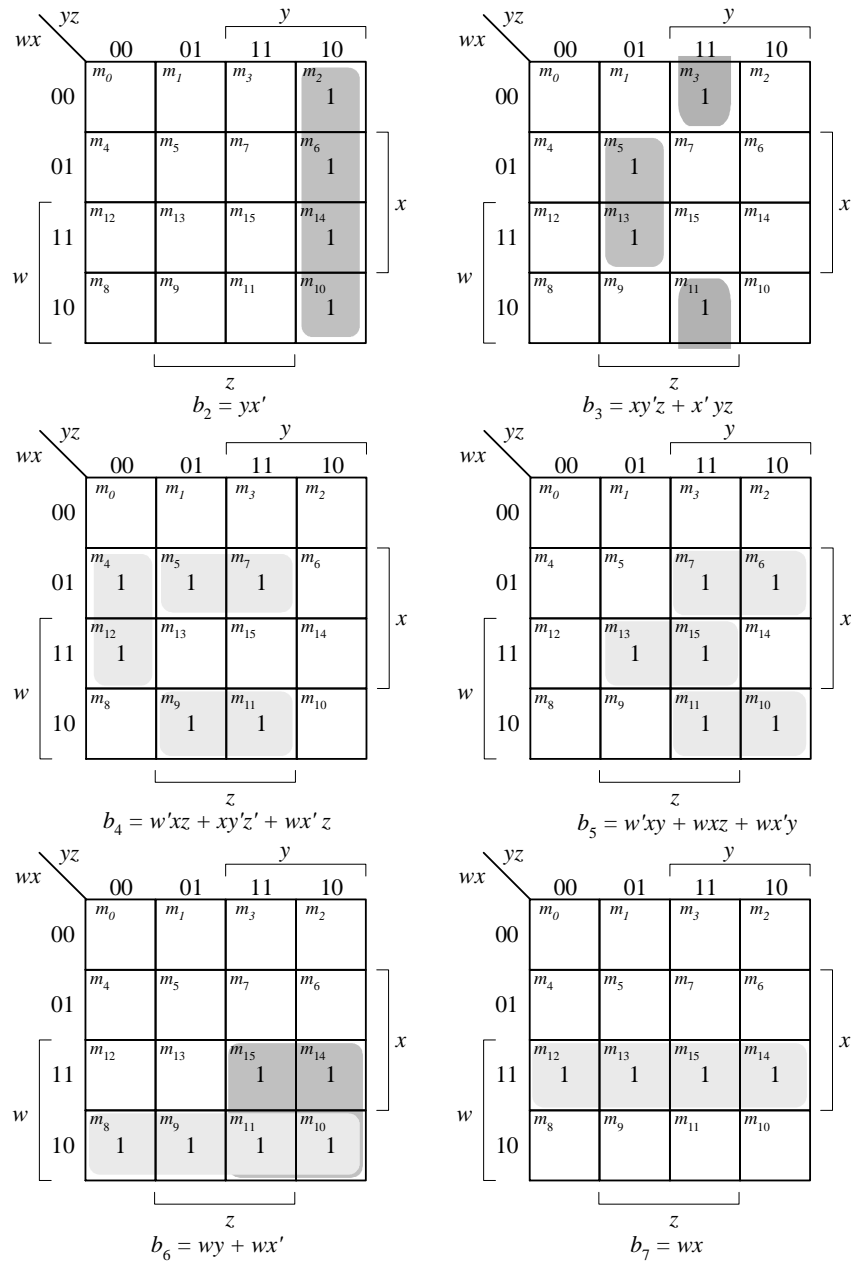 yz y yz y
wx 00 01 11 10 wx 00 01 11 10
m0 m1 m3 m2 m0 m1 m3 m2
00 1 00 1
m4 m5 m7 m6 m4 m5 m7 m6
01 1 x 01 1 x
m12 m13 m15 m14 m12 m13 m15 m14
11 1 11 1
w w
m8 m9 m11 m10 m8 m9 m11 m10
10 1 10 1
z z
b2 = yx′ b3 = xy′z + x′ yz
yz y yz y
wx 00 01 11 10 wx 00 01 11 10
m0 m1 m3 m2 m0 m1 m3 m2
00 00
m4 m5 m7 m6 m4 m5 m7 m6
01 1 1 1 x 01 1 1 x
m12 m13 m15 m14 m12 m13 m15 m14
11 1 11 1 1
w w
m8 m9 m11 m10 m8 m9 m11 m10
10 1 1 10 1 1
z z
b4 = w′xz + xy′z′ + wx′ z b5 = w′xy + wxz + wx′y
yz y yz y
wx 00 01 11 10 wx 00 01 11 10
m0 m1 m3 m2 m0 m1 m3 m2
00 00
m4 m5 m7 m6 m4 m5 m7 m6
01 x 01 x
m12 m13 m15 m14 m12 m13 m15 m14
11 1 1 11 1 1 1 1
w w
m8 m9 m11 m10 m8 m9 m11 m10
10 1 1 1 1 10
z z
b6 = wy + wx′ b7 = wx